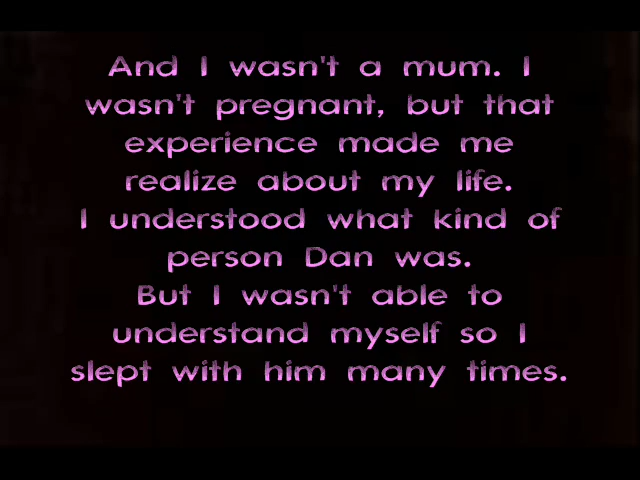 And I wasn't a mum. I
wasn't pregnant, but that
experience made me
realize about my life.
I understood what kind of
person Dan was.
But I wasn't able to
understand myself so I
slept with him many times.